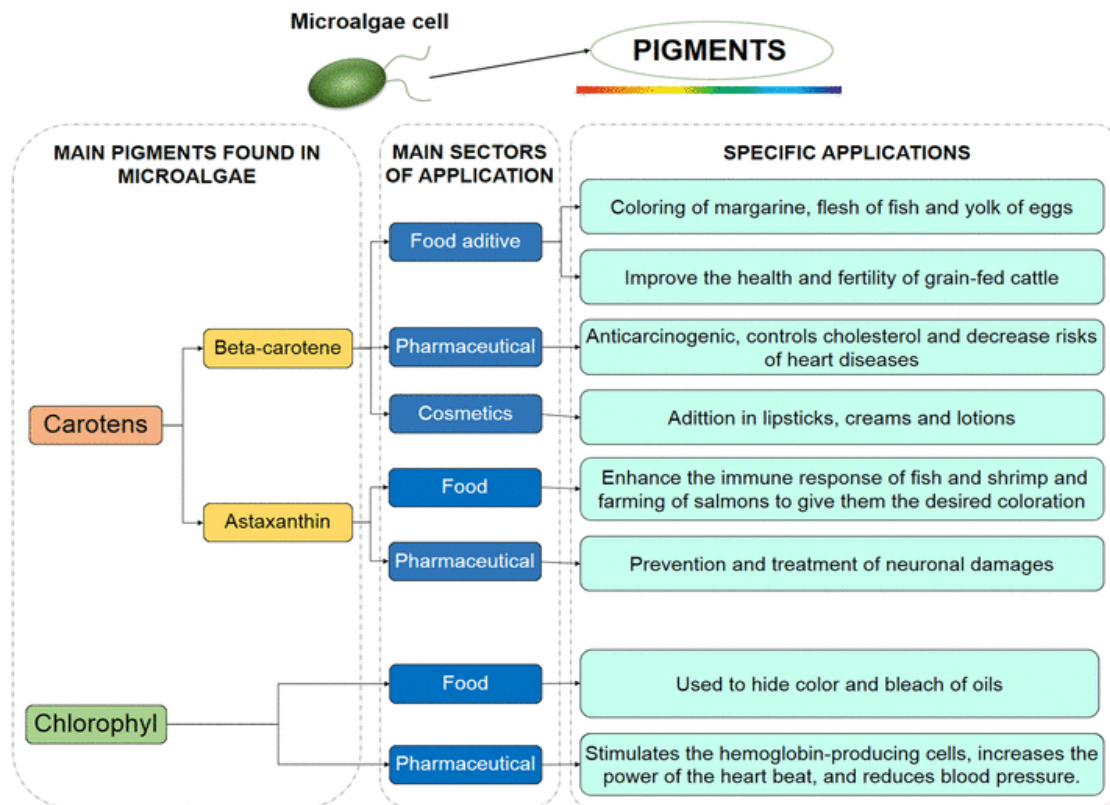 Microalgae cell
PIGMENTS
MAIN PIGMENTS FOUND IN
MICROALGAE
MAIN SECTORS
OF APPLICATION
SPECIFIC APPLICATIONS
Carotens
Beta-carotene
Food aditive
Coloring of margarine, flesh of fish and yolk of eggs
Improve the health and fertility of grain-fed cattle
Pharmaceutical
Anticarcinogenic, controls cholesterol and decrease risks
of heart diseases
Cosmetics
Adittion in lipsticks, creams and lotions
Astaxanthin
Food
Enhance the immune response of fish and shrimp and
farming of salmons to give them the desired coloration
Pharmaceutical
Prevention and treatment of neuronal damages
Chlorophyl
Food
Used to hide color and bleach of oils
Pharmaceutical
Stimulates the hemoglobin-producing cells, increases the
power of the heart beat, and reduces blood pressure.